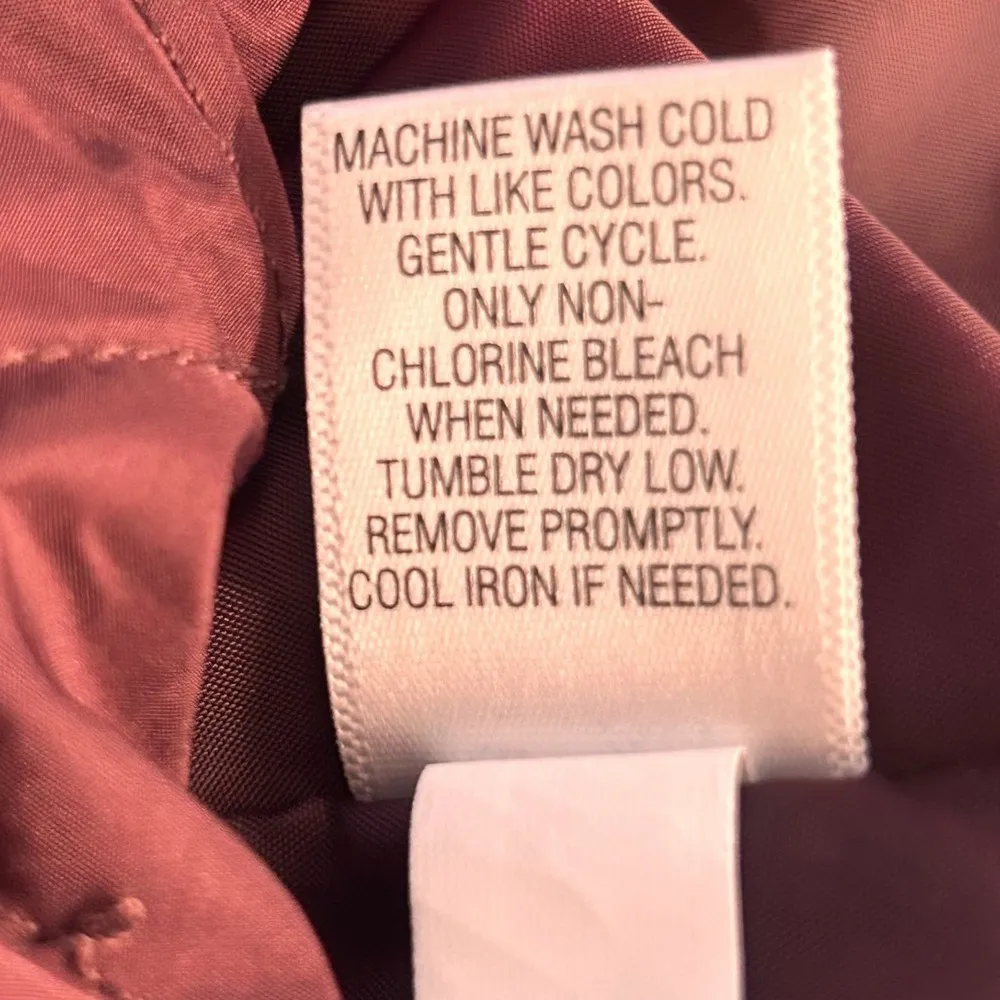 MACHINE WASH COLD
WITH LIKE COLORS.
GENTLE CYCLE.
ONLY NON-
CHLORINE BLEACH
WHEN NEEDED.
TUMBLE DRY LOW.
REMOVE PROMPTLY.
COOL IRON IF NEEDED.